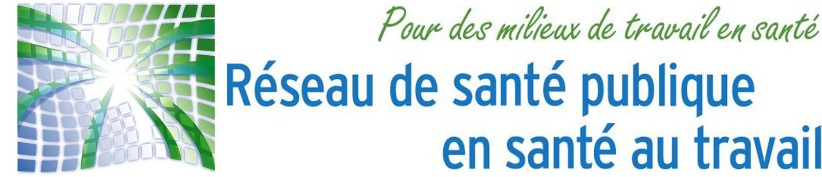 Pour des milieux de travail en santé
Réseau de santé publique
en santé au travail